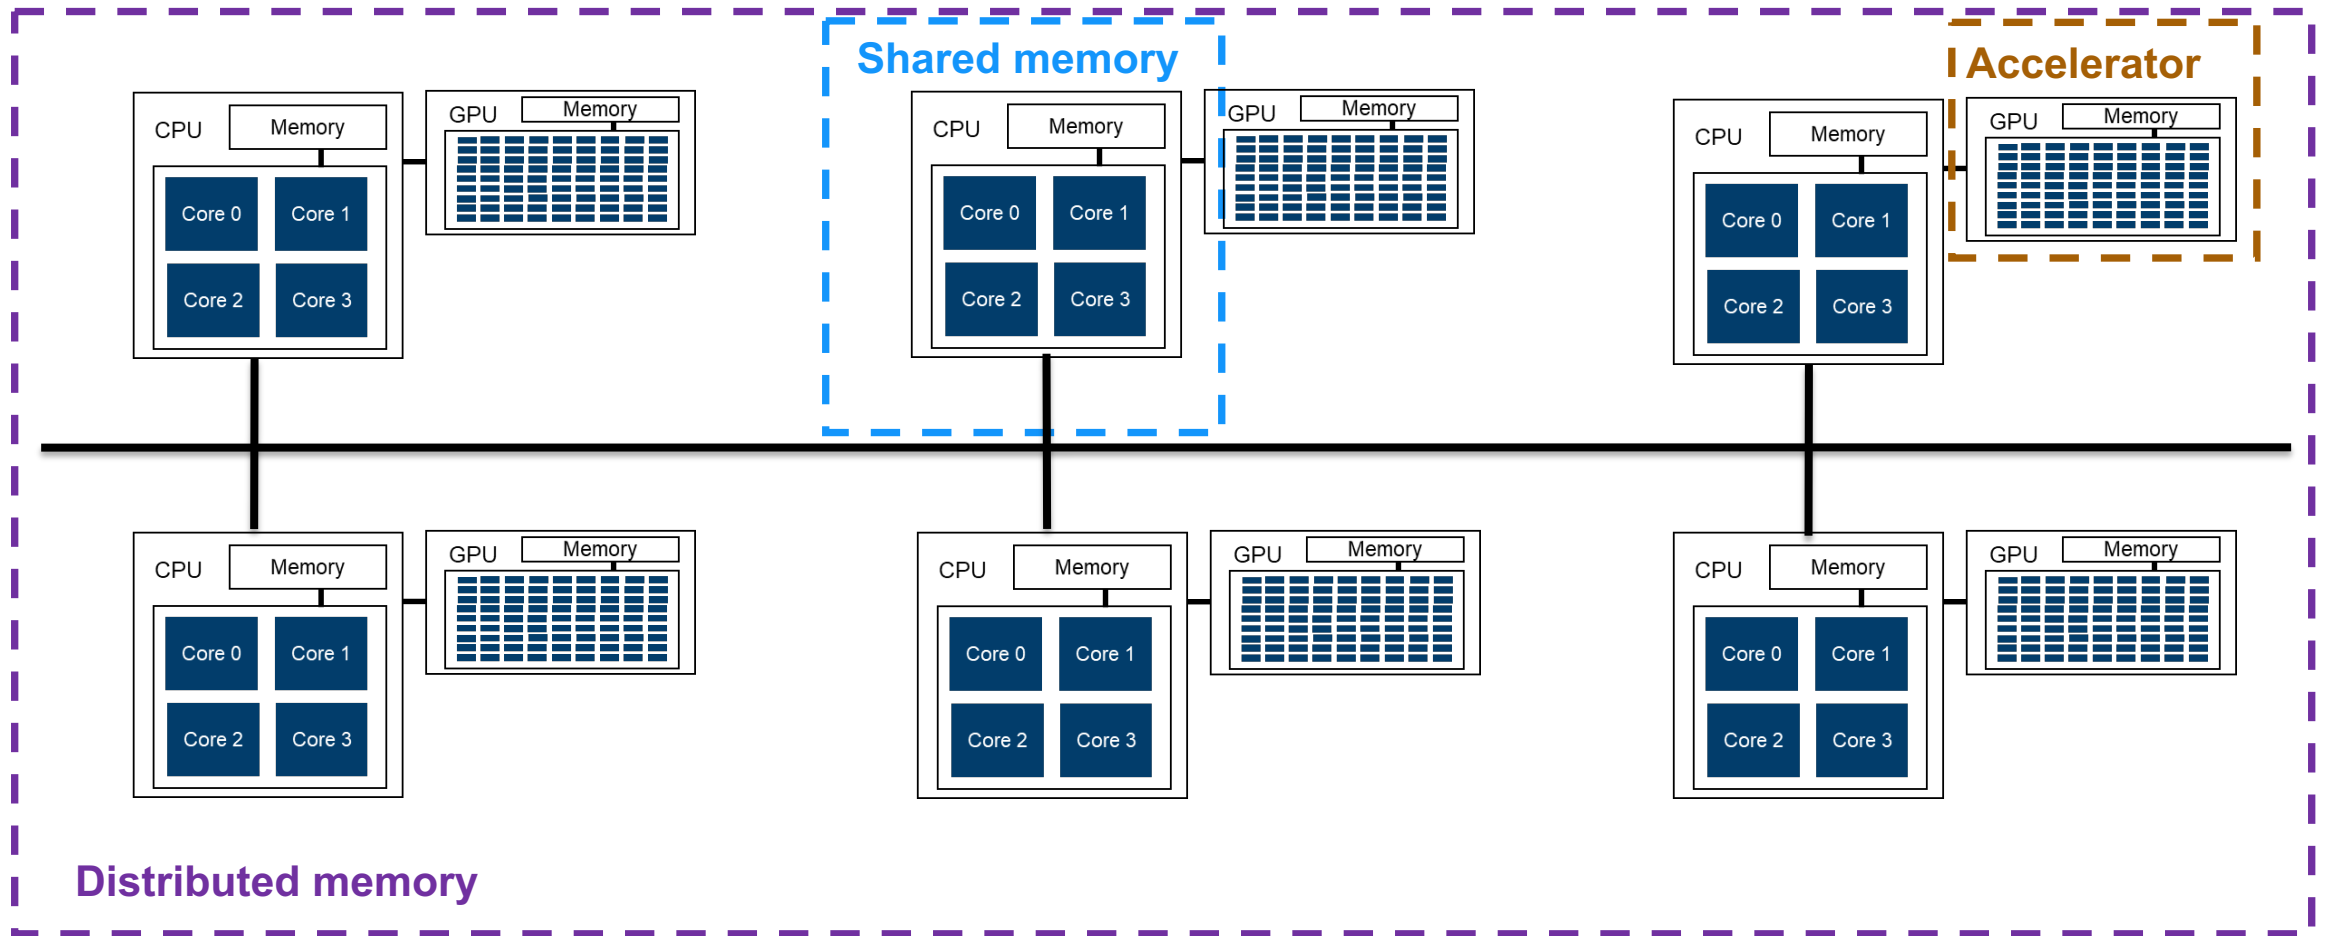 Shared memory
Accelerator
CPU
Memory
GPU
Memory
Core 0
Core 1
Core 2
Core 3
CPU
Memory
GPU
Memory
Core 0
Core 1
Core 2
Core 3
CPU
Memory
GPU
Memory
Core 0
Core 1
Core 2
Core 3
CPU
Memory
GPU
Memory
Core 0
Core 1
Core 2
Core 3
CPU
Memory
GPU
Memory
Core 0
Core 1
Core 2
Core 3
CPU
Memory
GPU
Memory
Core 0
Core 1
Core 2
Core 3
Distributed memory